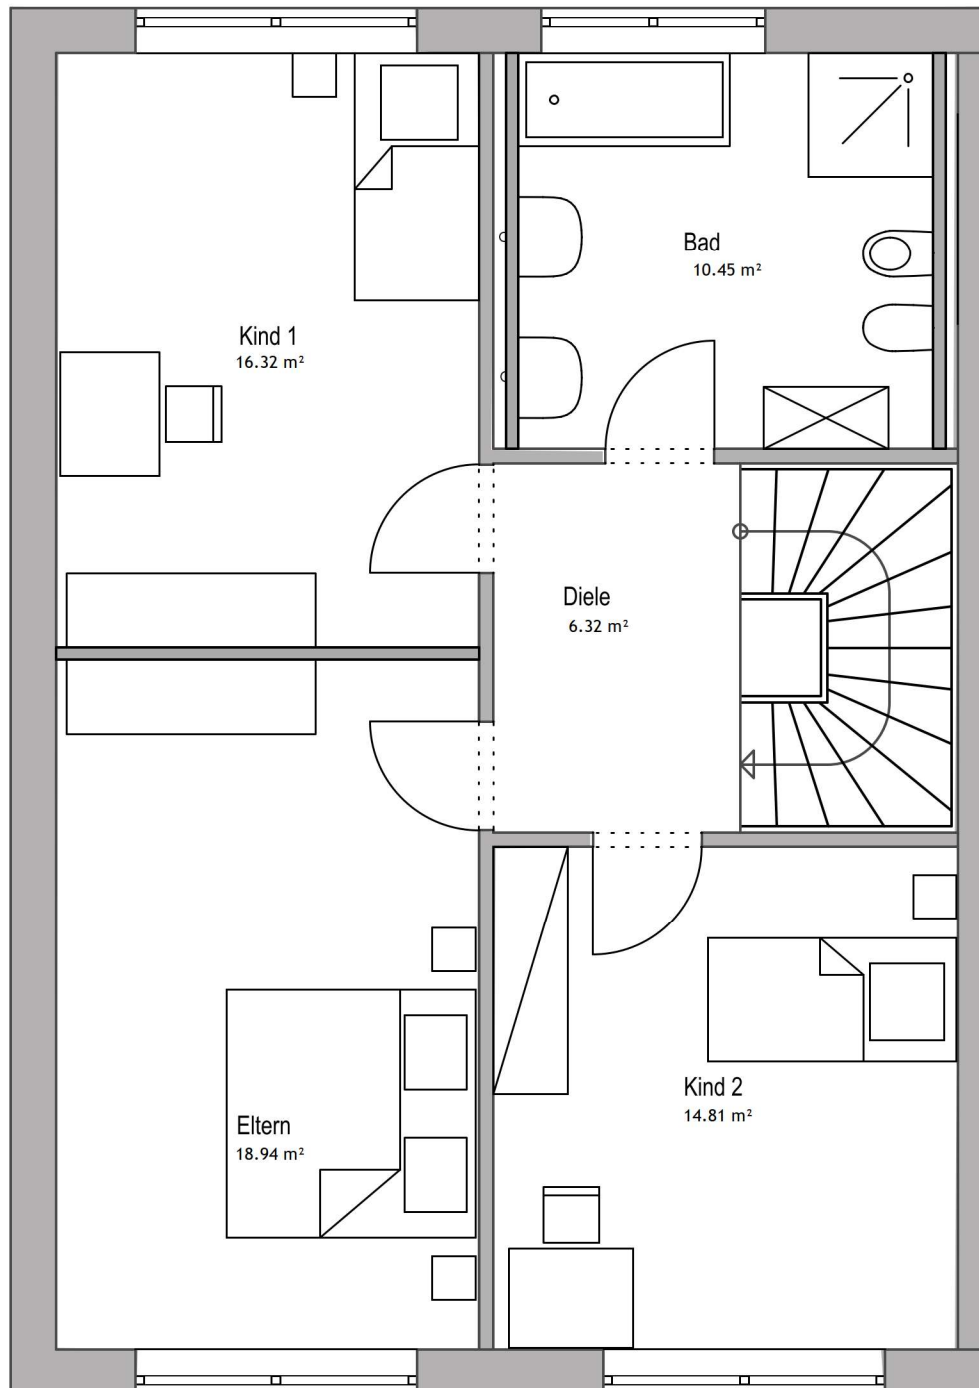 Bad
10.45 m²
Kind 1
16.32 m²
Diele
6.32 m²
Kind 2
14.81 m²
Eltern
18.94 m²